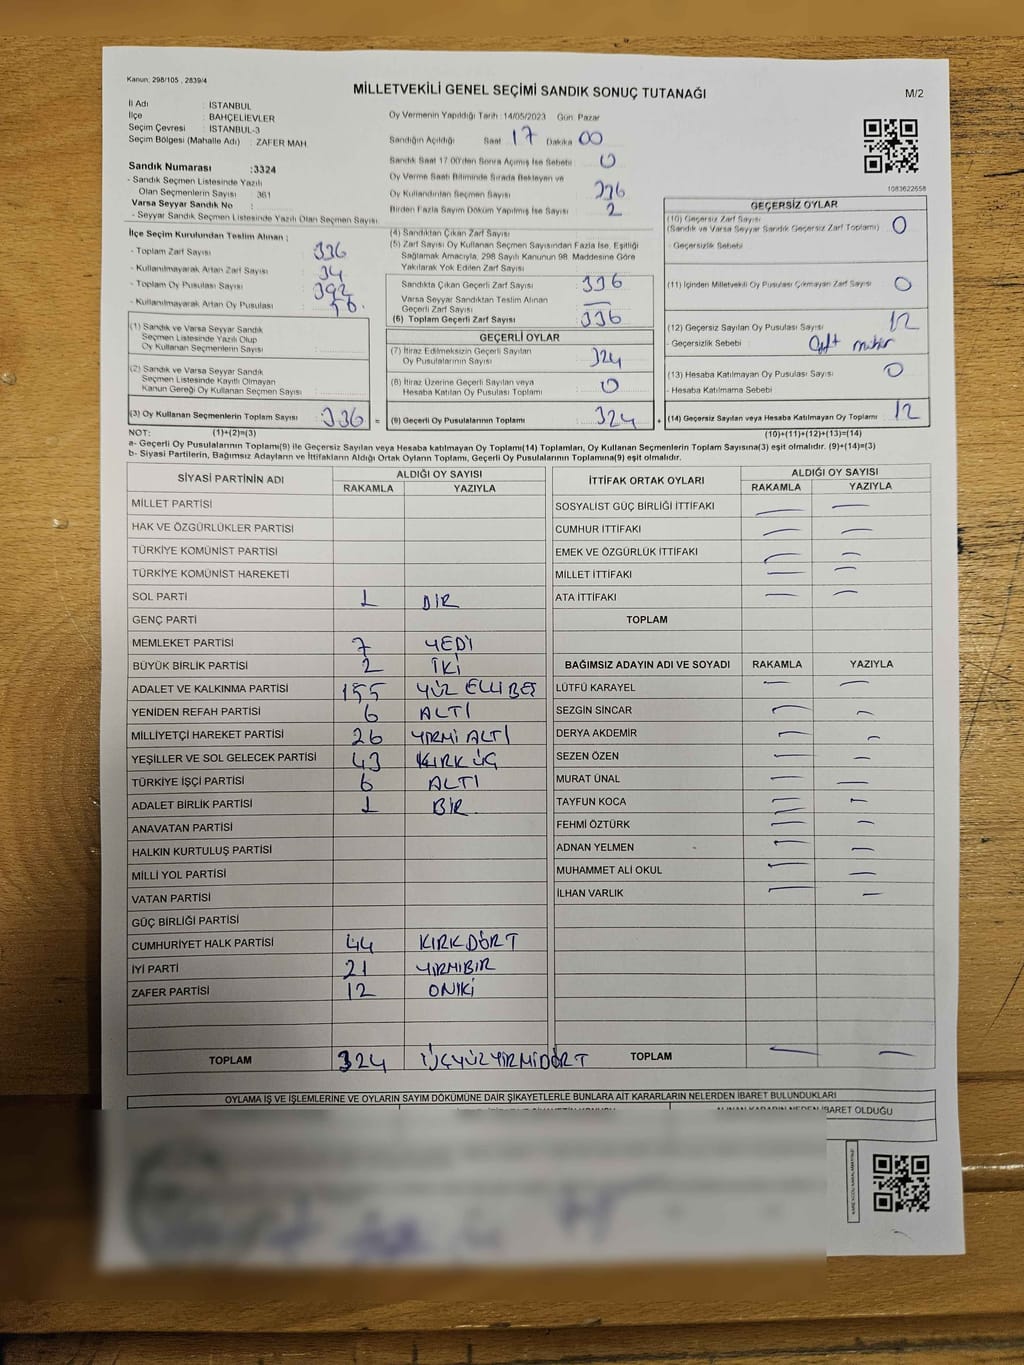 Kanun: 298/105 , 2839/4
MİLLETVEKİLİ GENEL SEÇİMİ SANDIK SONUÇ TUTANAĞI
M/2
İl Adı : İSTANBUL
İlçe : BAHÇELİEVLER
Seçim Çevresi : İSTANBUL-3
Seçim Bölgesi (Mahalle Adı) : ZAFER MAH.
Oy Vermenin Yapıldığı Tarih : 14/05/2023 Gün: Pazar
Sandığın Açıldığı Saat 17 Dakika 00
Sandık Saat 17.00'den Sonra Açılmış İse Sebebi : 0
Oy Verme Saati Bitiminde Sırada Bekleyen ve
Oy Kullandırılan Seçmen Sayısı 336
Birden Fazla Sayım Döküm Yapılmış İse Sayısı : 2
Sandık Numarası :3324
- Sandık Seçmen Listesinde Yazılı
Olan Seçmenlerin Sayısı : 361
Varsa Seyyar Sandık No :
- Seyyar Sandık Seçmen Listesinde Yazılı Olan Seçmen Sayısı:
1083622658
İlçe Seçim Kurulundan Teslim Alınan ;
- Toplam Zarf Sayısı : 336
- Kullanılmayarak Artan Zarf Sayısı : 34
- Toplam Oy Pusulası Sayısı : 392
- Kullanılmayarak Artan Oy Pusulası
(1) Sandık ve Varsa Seyyar Sandık
Seçmen Listesinde Yazılı Olup
Oy Kullanan Seçmenlerin Sayısı :
(2) Sandık ve Varsa Seyyar Sandık
Seçmen Listesinde Kayıtlı Olmayan
Kanun Gereği Oy Kullanan Seçmen Sayısı :
(3) Oy Kullanan Seçmenlerin Toplam Sayısı : 336 =
(4) Sandıktan Çıkan Zarf Sayısı :
(5) Zarf Sayısı Oy Kullanan Seçmen Sayısından Fazla İse, Eşitliği
Sağlamak Amacıyla, 298 Sayılı Kanunun 98. Maddesine Göre
Yakılarak Yok Edilen Zarf Sayısı :
Sandıkta Çıkan Geçerli Zarf Sayısı : 336
Varsa Seyyar Sandıktan Teslim Alınan
Geçerli Zarf Sayısı : —
(6) Toplam Geçerli Zarf Sayısı : 336
GEÇERLİ OYLAR
(7) İtiraz Edilmeksizin Geçerli Sayılan
Oy Pusulalarının Sayısı : 324
(8) İtiraz Üzerine Geçerli Sayılan veya
Hesaba Katılan Oy Pusulası Sayısı : 0
(9) Geçerli Oy Pusulalarının Toplamı : 324 +
GEÇERSİZ OYLAR
(10) Geçersiz Zarf Sayısı :
(Sandık ve Varsa Seyyar Sandık Geçersiz Zarf Toplamı) 0
- Geçersizlik Sebebi :
(11) İçinden Milletvekili Oy Pusulası Çıkmayan Zarf Sayısı: 0
(12) Geçersiz Sayılan Oy Pusulası Sayısı : 12
- Geçersizlik Sebebi : Çift mühür
(13) Hesaba Katılmayan Oy Pusulası Sayısı : 0
- Hesaba Katılmama Sebebi :
(14) Geçersiz Sayılan veya Hesaba Katılmayan Oy Toplamı : 12
NOT: (1)+(2)=(3) (10)+(11)+(12)+(13)=(14)
a- Geçerli Oy Pusulalarının Toplamı(9) ile Geçersiz Sayılan veya Hesaba katılmayan Oy Toplamı(14) Toplamları, Oy Kullanan Seçmenlerin Toplam Sayısına(3) eşit olmalıdır. (9)+(14)=(3)
b- Siyasi Partilerin, Bağımsız Adayların ve İttifakların Aldığı Ortak Oyların Toplamı, Geçerli Oy Pusulalarının Toplamına(9) eşit olmalıdır.
SİYASİ PARTİNİN ADI ALDIĞI OY SAYISI
RAKAMLA YAZIYLA
MİLLET PARTİSİ
HAK VE ÖZGÜRLÜKLER PARTİSİ
TÜRKİYE KOMÜNİST PARTİSİ
TÜRKİYE KOMÜNİST HAREKETİ
SOL PARTİ 1 BİR
GENÇ PARTİ
MEMLEKET PARTİSİ 7 YEDİ
BÜYÜK BİRLİK PARTİSİ 2 İKİ
ADALET VE KALKINMA PARTİSİ 155 YÜZ ELLİ BEŞ
YENİDEN REFAH PARTİSİ 6 ALTI
MİLLİYETÇİ HAREKET PARTİSİ 26 YİRMİ ALTI
YEŞİLLER VE SOL GELECEK PARTİSİ 43 KIRK ÜÇ
TÜRKİYE İŞÇİ PARTİSİ 6 ALTI
ADALET BİRLİK PARTİSİ 1 BİR.
ANAVATAN PARTİSİ
HALKIN KURTULUŞ PARTİSİ
MİLLİ YOL PARTİSİ
VATAN PARTİSİ
GÜÇ BİRLİĞİ PARTİSİ
CUMHURİYET HALK PARTİSİ 44 KIRKDÖRT
İYİ PARTİ 21 YİRMİBİR
ZAFER PARTİSİ 12 ONİKİ
TOPLAM 324 ÜÇYÜZYİRMİDÖRT
İTTİFAK ORTAK OYLARI ALDIĞI OY SAYISI
RAKAMLA YAZIYLA
SOSYALİST GÜÇ BİRLİĞİ İTTİFAKI — —
CUMHUR İTTİFAKI — —
EMEK VE ÖZGÜRLÜK İTTİFAKI — —
MİLLET İTTİFAKI — —
ATA İTTİFAKI — —
TOPLAM
BAĞIMSIZ ADAYIN ADI VE SOYADI RAKAMLA YAZIYLA
LÜTFÜ KARAYEL — —
SEZGİN SİNCAR — —
DERYA AKDEMİR — —
SEZEN ÖZEN — —
MURAT ÜNAL — —
TAYFUN KOCA — —
FEHMİ ÖZTÜRK — —
ADNAN YELMEN — —
MUHAMMET ALİ OKUL — —
İLHAN VARLIK — —
TOPLAM — —
OYLAMA İŞ VE İŞLEMLERİNE VE OYLARIN SAYIM DÖKÜMÜNE DAİR ŞİKAYETLERLE BUNLARA AİT KARARLARIN NELERDEN İBARET BULUNDUKLARI
ALINAN KARARIN NEDEN İBARET OLDUĞU